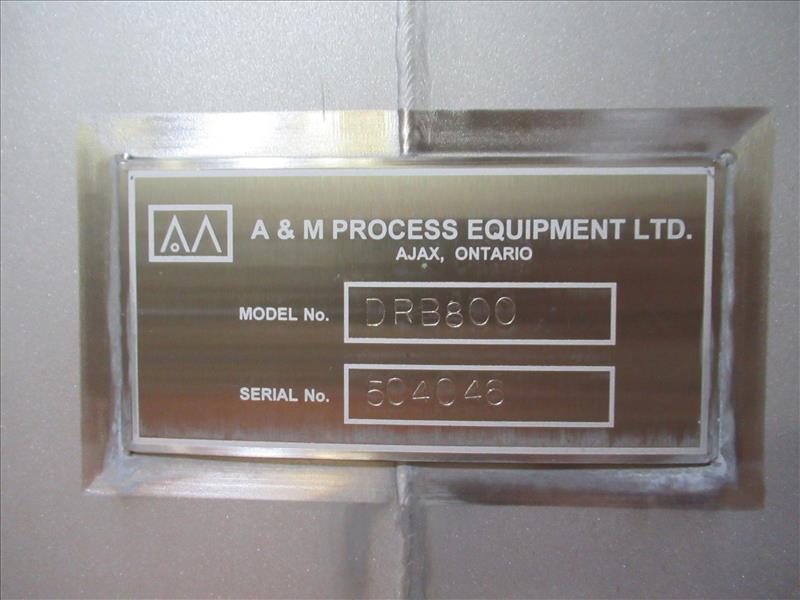 A & M PROCESS EQUIPMENT LTD.
AJAX, ONTARIO
MODEL No. DRB800
SERIAL No. 504046